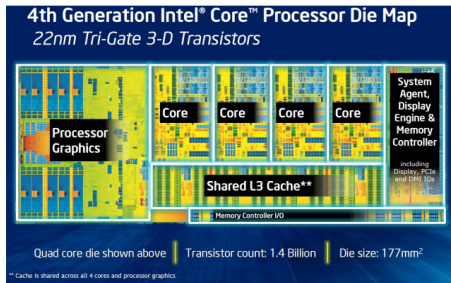 4th Generation Intel® Core™ Processor Die Map
22nm Tri-Gate 3-D Transistors
Processor
Graphics
Core
Core
Core
Core
System
Agent,
Display
Engine &
Memory
Controller
including
Display, PCIe
and DMI IOs
Shared L3 Cache**
Memory Controller I/O
Quad core die shown above
Transistor count: 1.4 Billion
Die size: 177mm²
** Cache is shared across all 4 cores and processor graphics